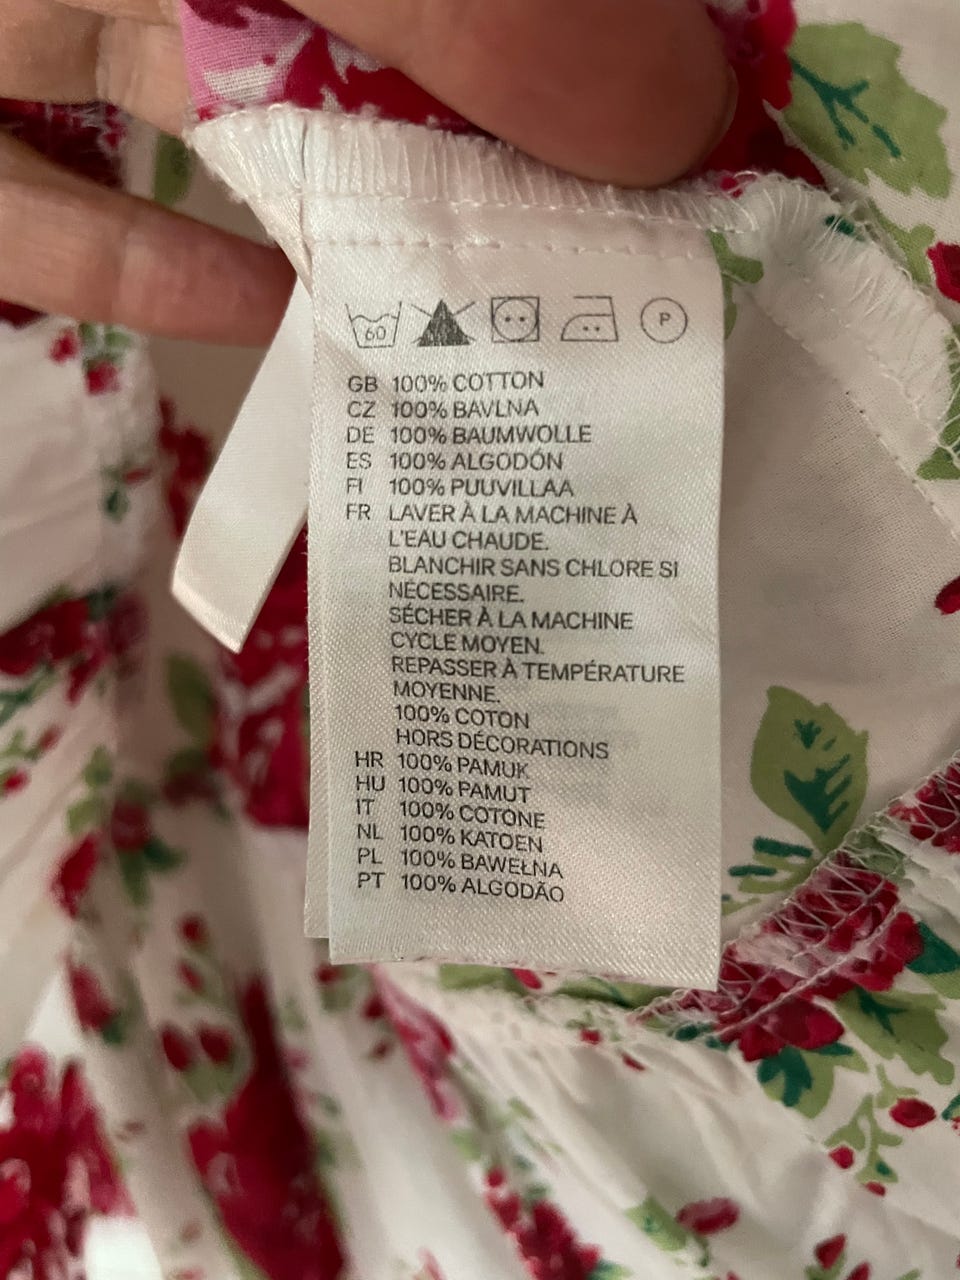 60 P
GB 100% COTTON
CZ 100% BAVLNA
DE 100% BAUMWOLLE
ES 100% ALGODÓN
FI 100% PUUVILLAA
FR LAVER À LA MACHINE À
L'EAU CHAUDE.
BLANCHIR SANS CHLORE SI
NÉCESSAIRE.
SÉCHER À LA MACHINE
CYCLE MOYEN.
REPASSER À TEMPÉRATURE
MOYENNE.
100% COTON
HORS DÉCORATIONS
HR 100% PAMUK
HU 100% PAMUT
IT 100% COTONE
NL 100% KATOEN
PL 100% BAWEŁNA
PT 100% ALGODÃO